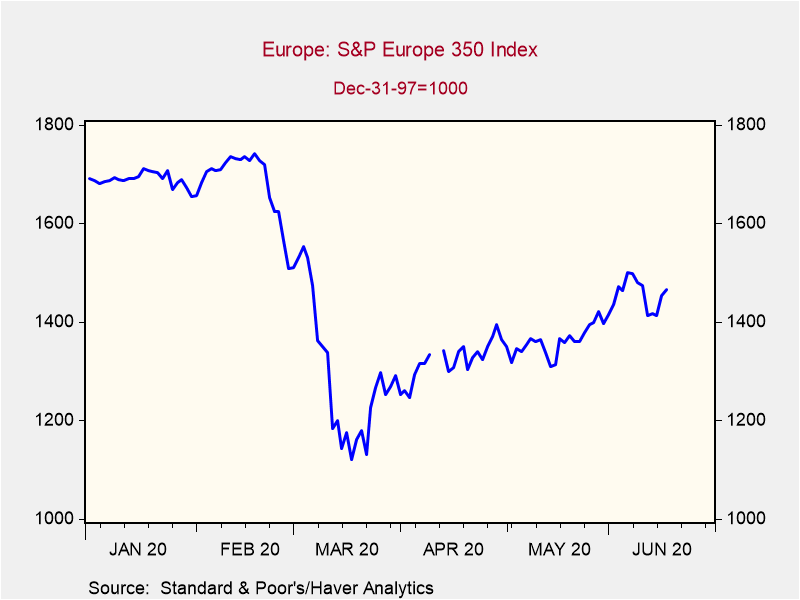 Europe: S&P Europe 350 Index
Dec-31-97=1000
1800 1800
1600 1600
1400 1400
1200 1200
1000 1000
JAN 20 FEB 20 MAR 20 APR 20 MAY 20 JUN 20
Source: Standard & Poor's/Haver Analytics